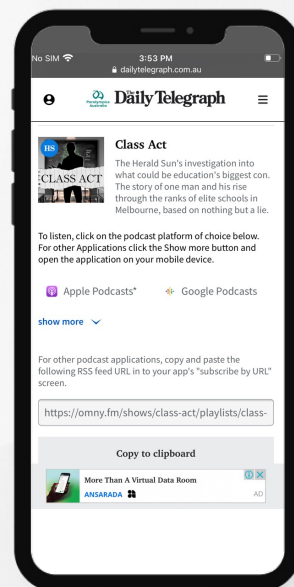 No SIM
3:53 PM
dailytelegraph.com.au
Paralympics
Australia
The Daily Telegraph
HS
CLASS ACT
Class Act
The Herald Sun's investigation into
what could be education's biggest con.
The story of one man and his rise
through the ranks of elite schools in
Melbourne, based on nothing but a lie.
To listen, click on the podcast platform of choice below.
For other Applications click the Show more button and
open the application on your mobile device.
Apple Podcasts*
Google Podcasts
show more
For other podcast applications, copy and paste the
following RSS feed URL in to your app's "subscribe by URL"
screen.
https://omny.fm/shows/class-act/playlists/class-
Copy to clipboard
More Than A Virtual Data Room
ANSARADA
AD